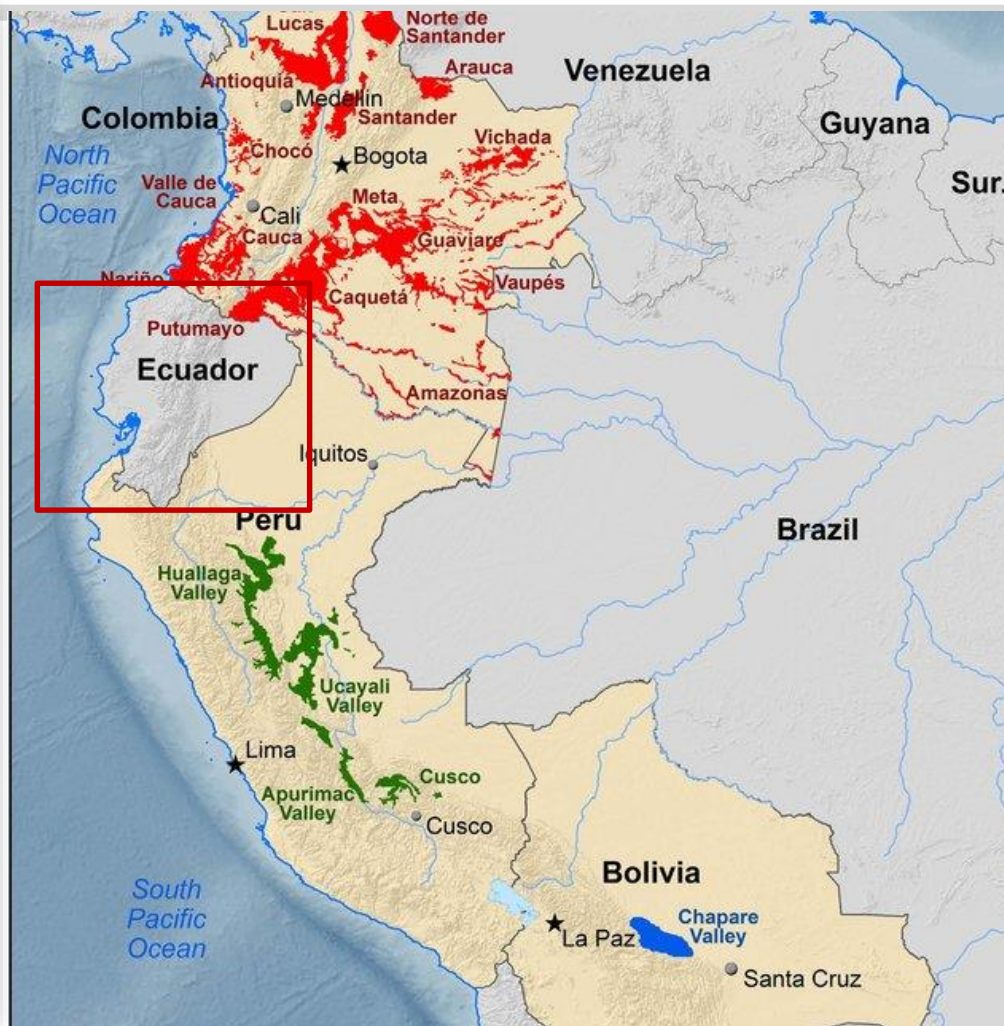 Lucas
Norte de
Santander
Antioquia
Medellin
Arauca
Venezuela
Colombia
Santander
Guyana
North
Pacific
Ocean
Chocó
Bogota
Vichada
Valle de
Cauca
Meta
Sur.
Cali
Cauca
Guaviare
Nariño
Caquetá
Vaupés
Putumayo
Ecuador
Amazonas
Iquitos
Peru
Brazil
Huallaga
Valley
Ucayali
Valley
Lima
Apurimac
Valley
Cusco
Cusco
Bolivia
South
Pacific
Ocean
Chapare
Valley
La Paz
Santa Cruz